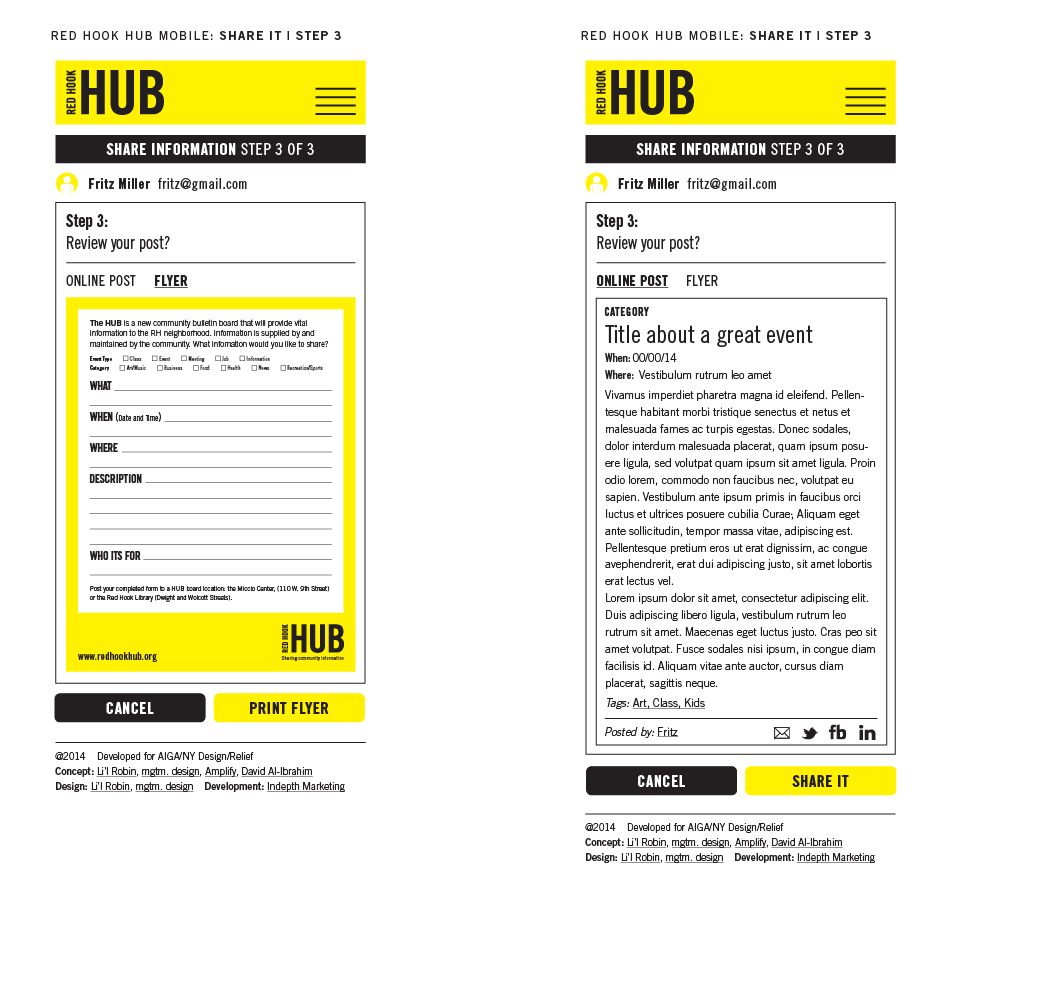 RED HOOK HUB MOBILE: SHARE IT | STEP 3
RED HOOK HUB
SHARE INFORMATION STEP 3 OF 3
Fritz Miller fritz@gmail.com
Step 3:
Review your post?
ONLINE POST FLYER
The HUB is a new community bulletin board that will provide vital
information to the RH neighborhood. Information is supplied by and
maintained by the community. What infomation would you like to share?
Event Type Class Event Meeting Job Information
Category Art/Music Business Food Health News Recreation/Sports
WHAT
WHEN (Date and Time)
WHERE
DESCRIPTION
WHO ITS FOR
Post your completed form to a HUB board location: the Miccio Center, (110 W. 9th Street)
or the Red Hook Library (Dwight and Wolcott Streets).
www.redhookhub.org
RED HOOK HUB
Sharing community information
CANCEL PRINT FLYER
@2014 Developed for AIGA/NY Design/Relief
Concept: Li'l Robin, mgtm. design, Amplify, David Al-Ibrahim
Design: Li'l Robin, mgtm. design Development: Indepth Marketing
RED HOOK HUB MOBILE: SHARE IT | STEP 3
RED HOOK HUB
SHARE INFORMATION STEP 3 OF 3
Fritz Miller fritz@gmail.com
Step 3:
Review your post?
ONLINE POST FLYER
CATEGORY
Title about a great event
When: 00/00/14
Where: Vestibulum rutrum leo amet
Vivamus imperdiet pharetra magna id eleifend. Pellen-
tesque habitant morbi tristique senectus et netus et
malesuada fames ac turpis egestas. Donec sodales,
dolor interdum malesuada placerat, quam ipsum posu-
ere ligula, sed volutpat quam ipsum sit amet ligula. Proin
odio lorem, commodo non faucibus nec, volutpat eu
sapien. Vestibulum ante ipsum primis in faucibus orci
luctus et ultrices posuere cubilia Curae; Aliquam eget
ante sollicitudin, tempor massa vitae, adipiscing est.
Pellentesque pretium eros ut erat dignissim, ac congue
avephendrerit, erat dui adipiscing justo, sit amet lobortis
erat lectus vel.
Lorem ipsum dolor sit amet, consectetur adipiscing elit.
Duis adipiscing libero ligula, vestibulum rutrum leo
rutrum sit amet. Maecenas eget luctus justo. Cras peo sit
amet volutpat. Fusce sodales nisi ipsum, in congue diam
facilisis id. Aliquam vitae ante auctor, cursus diam
placerat, sagittis neque.
Tags: Art, Class, Kids
Posted by: Fritz fb in
CANCEL SHARE IT
@2014 Developed for AIGA/NY Design/Relief
Concept: Li'l Robin, mgtm. design, Amplify, David Al-Ibrahim
Design: Li'l Robin, mgtm. design Development: Indepth Marketing